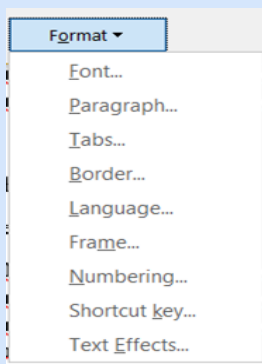 Format
Font...
Paragraph...
Tabs...
Border...
Language...
Frame...
Numbering...
Shortcut key...
Text Effects...